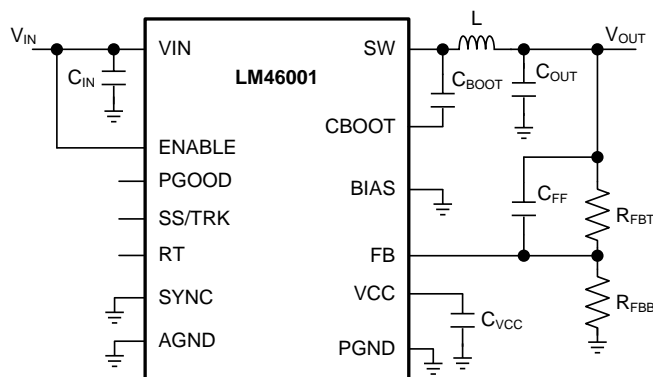 VIN
L
VOUT
VIN
SW
CIN
LM46001
CBOOT
COUT
CBOOT
ENABLE
PGOOD
BIAS
CFF
SS/TRK
RFBT
RT
FB
SYNC
VCC
RFBB
CVCC
AGND
PGND